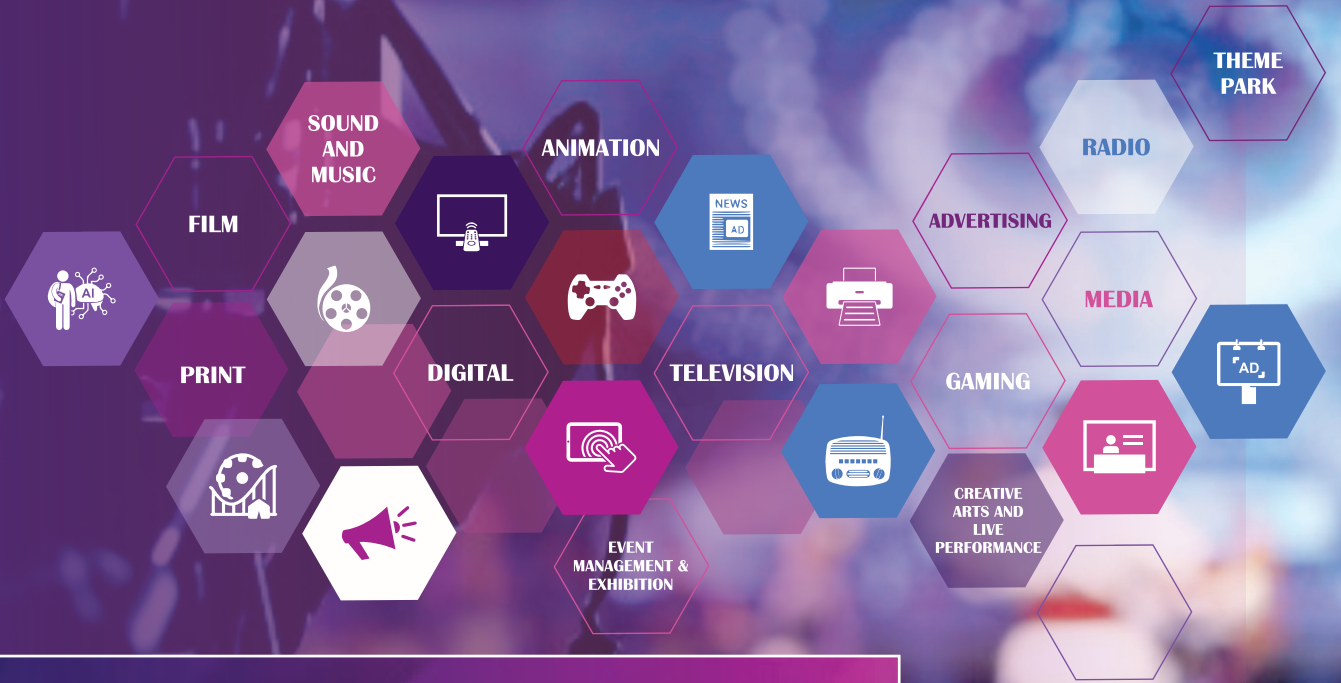 THEME
PARK
SOUND
AND
MUSIC
ANIMATION
RADIO
FILM
NEWS
AD
ADVERTISING
AI
MEDIA
PRINT
DIGITAL
TELEVISION
GAMING
AD
CREATIVE
ARTS AND
LIVE
PERFORMANCE
EVENT
MANAGEMENT &
EXHIBITION